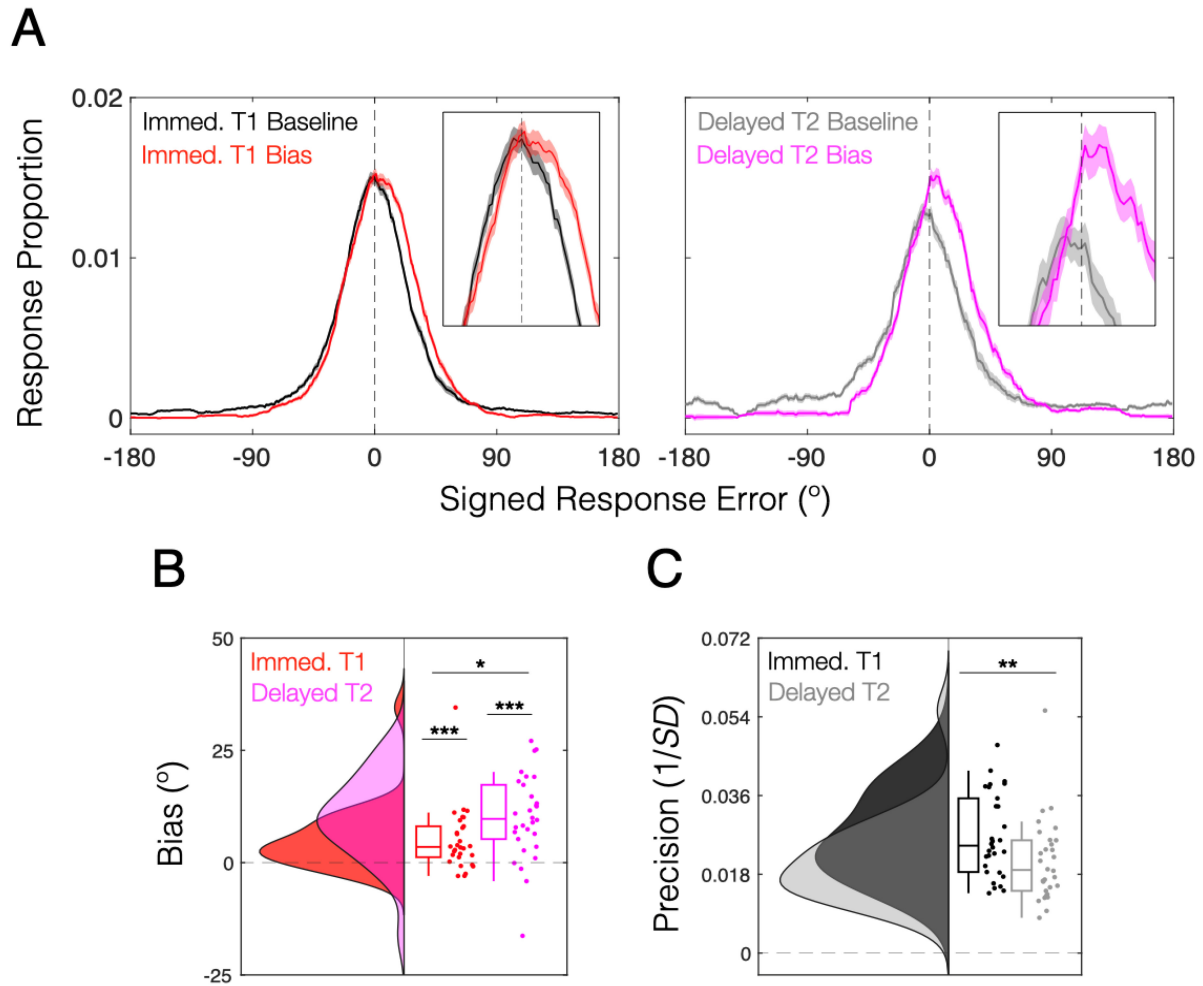 A
Response Proportion
0.02
0.01
0
Immed. T1 Baseline
Immed. T1 Bias
-180
-90
0
90
180
Delayed T2 Baseline
Delayed T2 Bias
-180
-90
0
90
180
Signed Response Error (°)
B
Bias (°)
50
25
0
-25
Immed. T1
Delayed T2
*
***
***
C
Precision (1/SD)
0.072
0.054
0.036
0.018
0
Immed. T1
Delayed T2
**